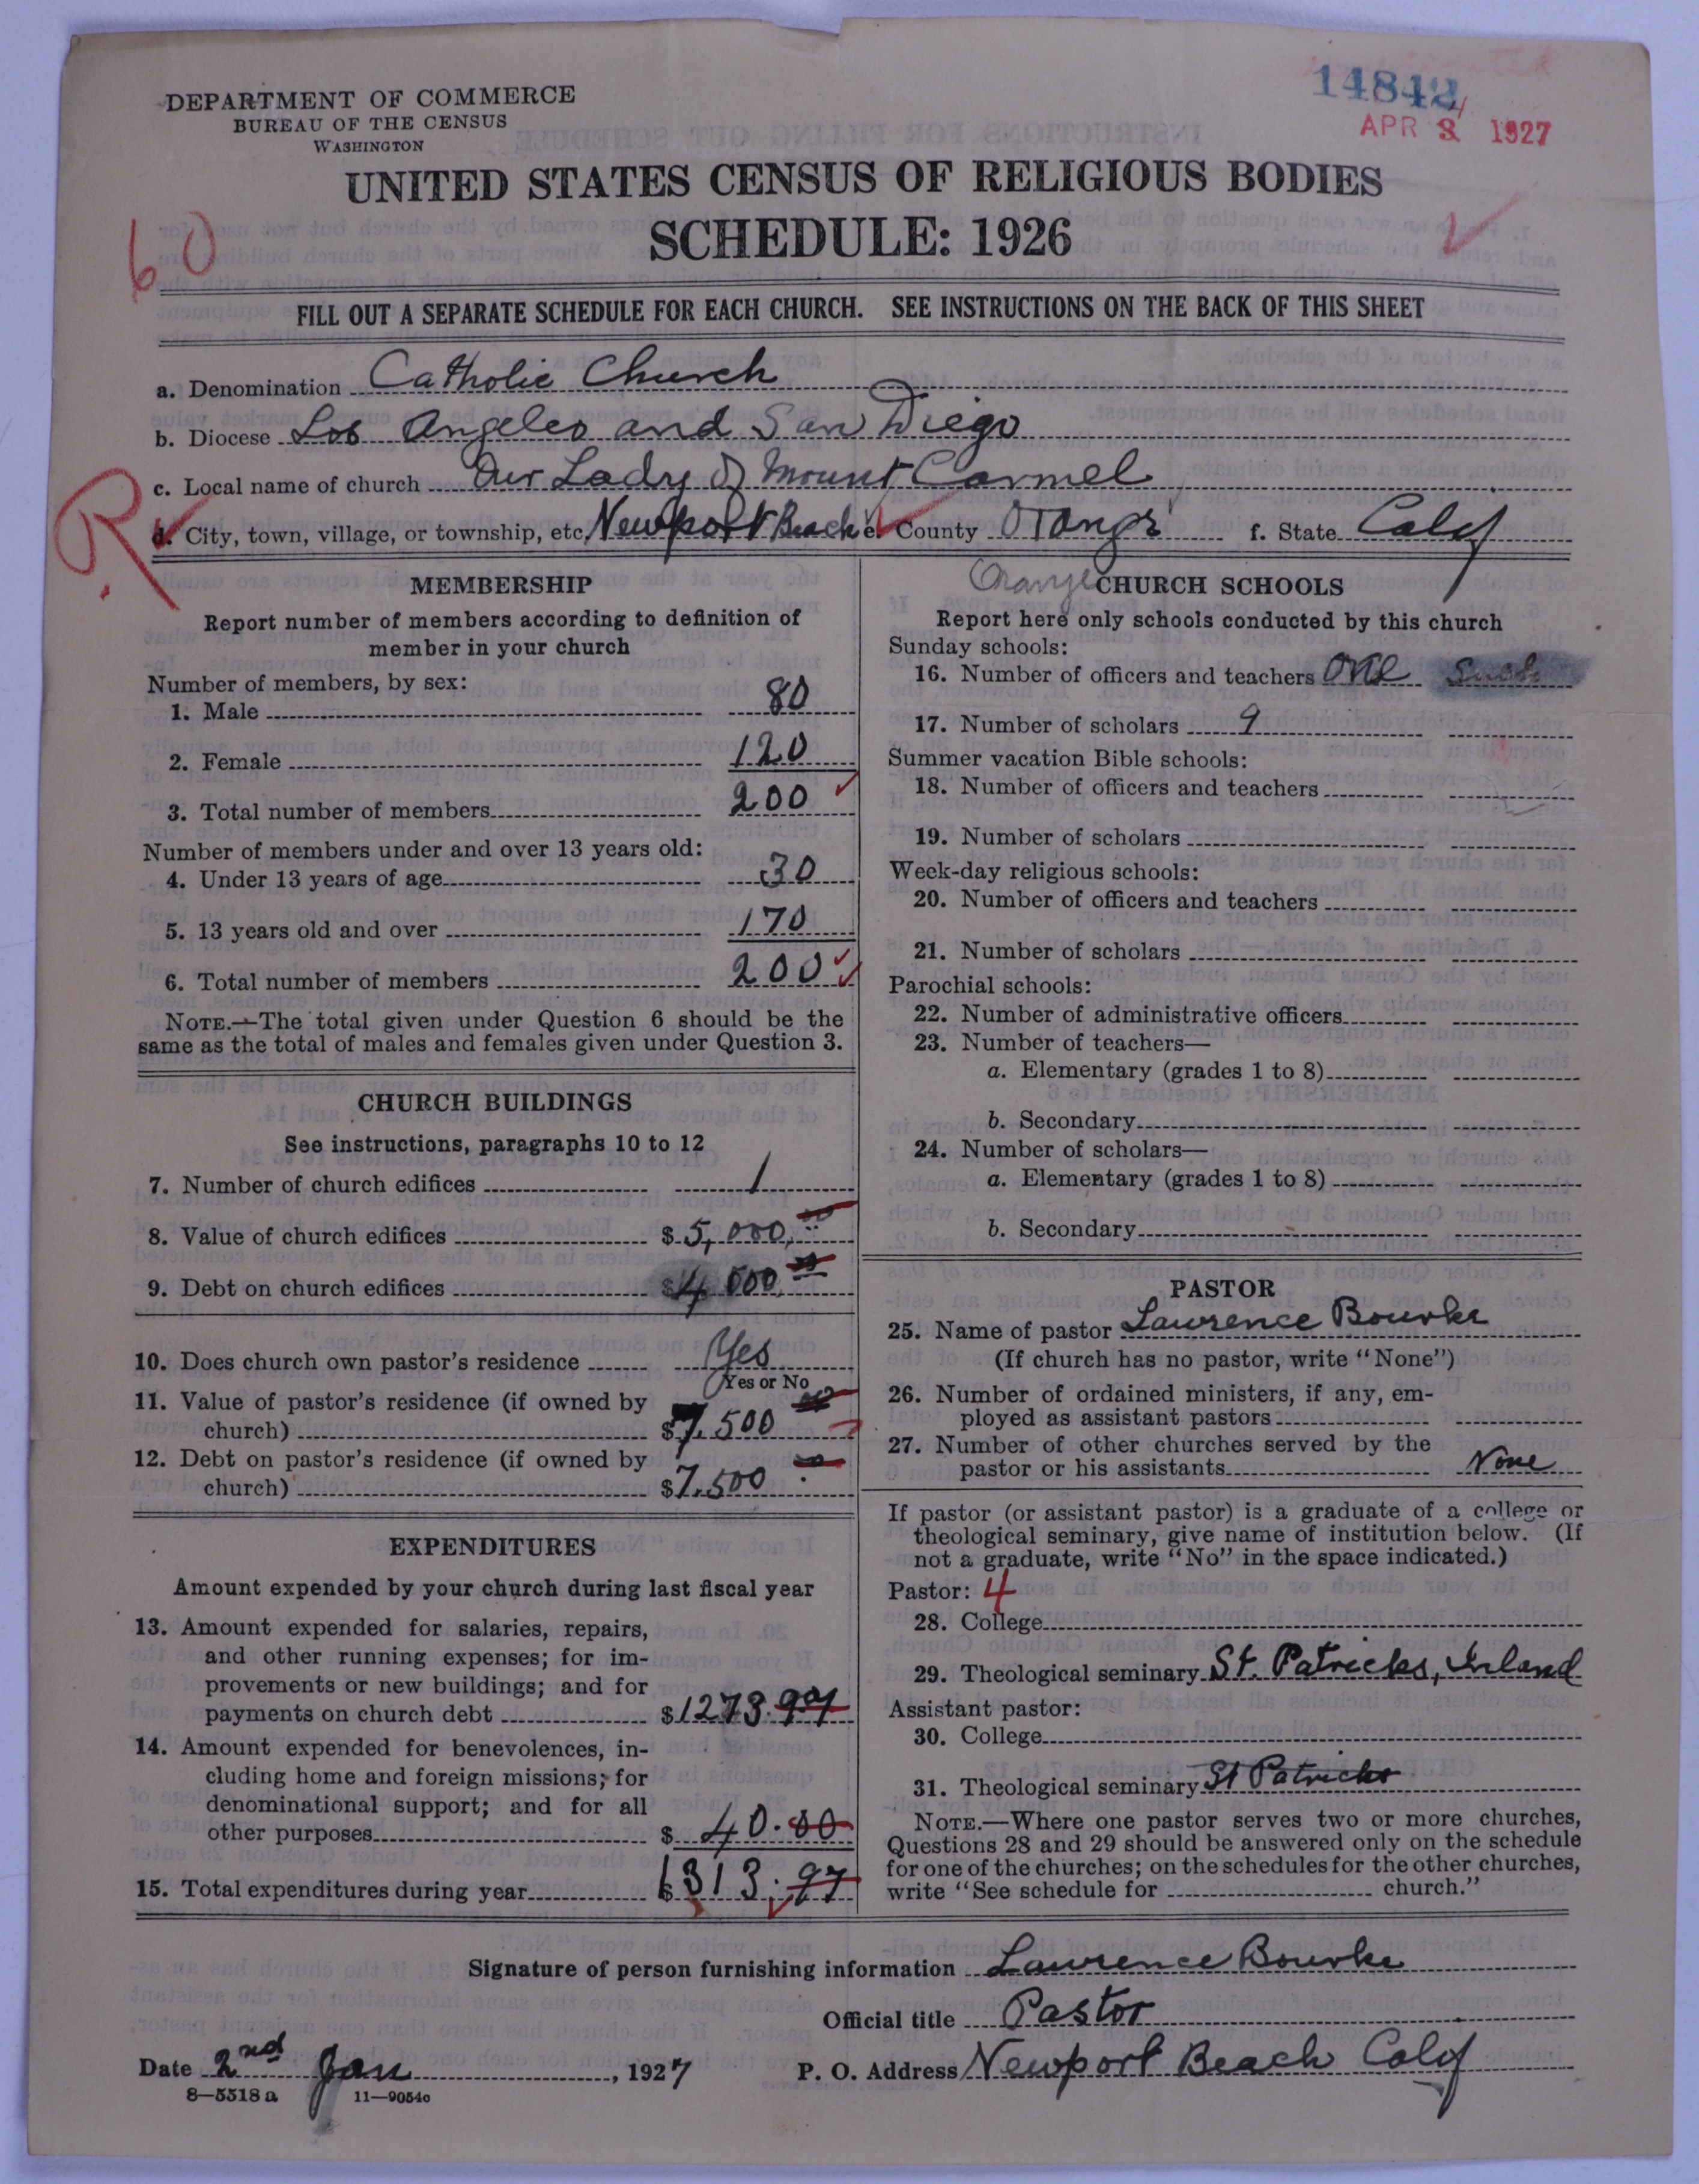 DEPARTMENT OF COMMERCE
BUREAU OF THE CENSUS
WASHINGTON
14842
APR 1927
UNITED STATES CENSUS OF RELIGIOUS BODIES
SCHEDULE: 1926
60
FILL OUT A SEPARATE SCHEDULE FOR EACH CHURCH. SEE INSTRUCTIONS ON THE BACK OF THIS SHEET
a. Denomination Catholic Church
b. Diocese Los Angeles and San Diego
c. Local name of church Our Lady of Mount Carmel
R
d. City, town, village, or township, etc. Newport Beach e. County Orange f. State Calif
MEMBERSHIP
Report number of members according to definition of
member in your church
Number of members, by sex:
1. Male 80
2. Female 120
3. Total number of members 200
Number of members under and over 13 years old:
4. Under 13 years of age 30
5. 13 years old and over 170
6. Total number of members 200
NOTE.—The total given under Question 6 should be the
same as the total of males and females given under Question 3.
CHURCH BUILDINGS
See instructions, paragraphs 10 to 12
7. Number of church edifices 1
8. Value of church edifices $5,000.
9. Debt on church edifices $4,000.
10. Does church own pastor's residence Yes
Yes or No
11. Value of pastor's residence (if owned by
church) $7,500
12. Debt on pastor's residence (if owned by
church) $7,500
EXPENDITURES
Amount expended by your church during last fiscal year
13. Amount expended for salaries, repairs,
and other running expenses; for im-
provements or new buildings; and for
payments on church debt $1273.97
14. Amount expended for benevolences, in-
cluding home and foreign missions; for
denominational support; and for all
other purposes $ 40.00
15. Total expenditures during year $1313.97
Orange
CHURCH SCHOOLS
Report here only schools conducted by this church
Sunday schools:
16. Number of officers and teachers one
17. Number of scholars 9
Summer vacation Bible schools:
18. Number of officers and teachers
19. Number of scholars
Week-day religious schools:
20. Number of officers and teachers
21. Number of scholars
Parochial schools:
22. Number of administrative officers
23. Number of teachers—
a. Elementary (grades 1 to 8)
b. Secondary
24. Number of scholars—
a. Elementary (grades 1 to 8)
b. Secondary
PASTOR
25. Name of pastor Lawrence Bourke
(If church has no pastor, write "None")
26. Number of ordained ministers, if any, em-
ployed as assistant pastors
27. Number of other churches served by the
pastor or his assistants None
If pastor (or assistant pastor) is a graduate of a college or
theological seminary, give name of institution below. (If
not a graduate, write "No" in the space indicated.)
Pastor: 4
28. College
29. Theological seminary St. Patricks, Irland
Assistant pastor:
30. College
31. Theological seminary St Patricks
NOTE.—Where one pastor serves two or more churches,
Questions 28 and 29 should be answered only on the schedule
for one of the churches; on the schedules for the other churches,
write "See schedule for church."
Signature of person furnishing information Lawrence Bourke
Official title Pastor
Date 2nd Jan, 1927 P. O. Address Newport Beach Calif
8—5518a 11—9054c